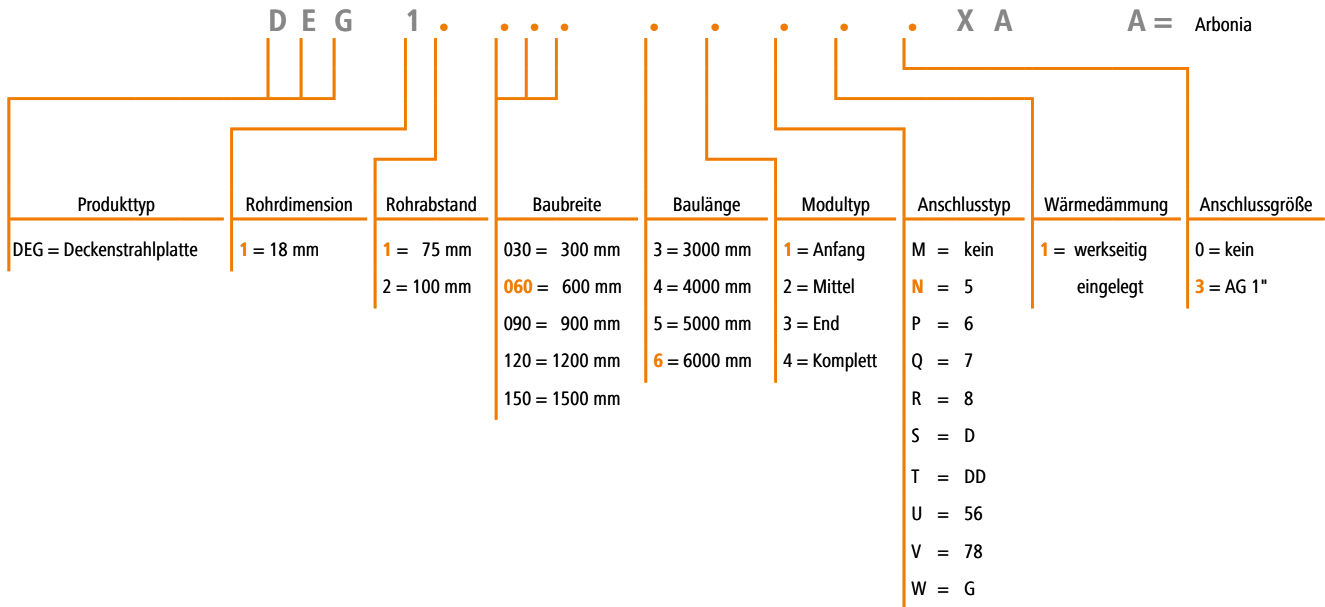 D E G 1 . . . . . . . . . X A A = Arbonia
Produkttyp Rohrdimension Rohrabstand Baubreite Baulänge Modultyp Anschlusstyp Wärmedämmung Anschlussgröße
DEG = Deckenstrahlplatte 1 = 18 mm 1 = 75 mm 030 = 300 mm 3 = 3000 mm 1 = Anfang M = kein 1 = werkseitig 0 = kein
2 = 100 mm 060 = 600 mm 4 = 4000 mm 2 = Mittel N = 5 eingelegt 3 = AG 1"
090 = 900 mm 5 = 5000 mm 3 = End P = 6
120 = 1200 mm 6 = 6000 mm 4 = Komplett Q = 7
150 = 1500 mm R = 8
S = D
T = DD
U = 56
V = 78
W = G